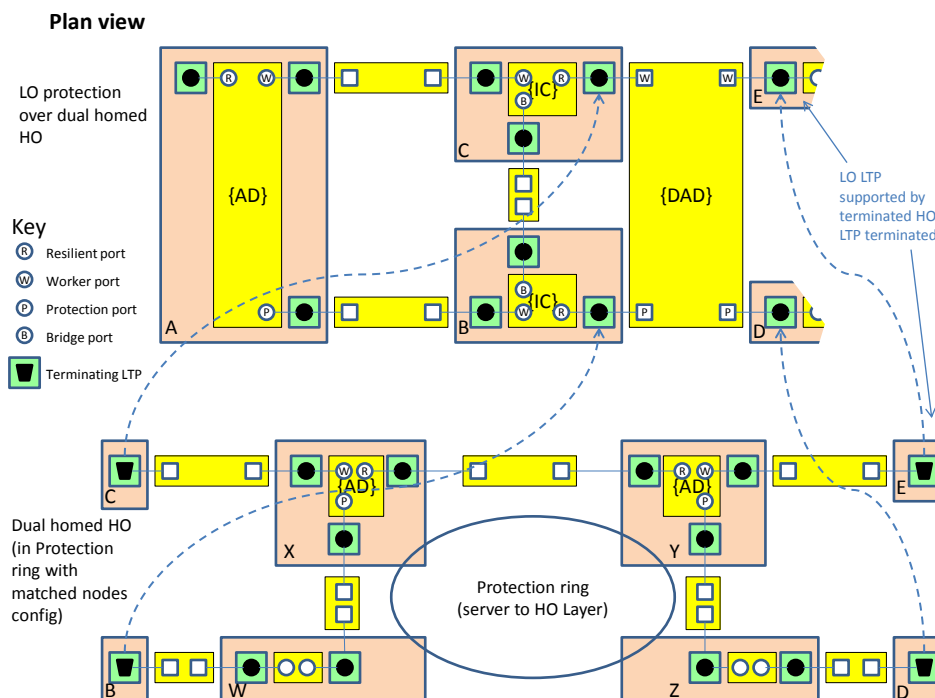 Plan view
LO protection
over dual homed
HO
R W
W {IC} R
B
C
W W
E
{AD}
{DAD}
LO LTP
supported by
terminated HO
LTP terminated
Key
R Resilient port
W Worker port
P Protection port
B Bridge port
Terminating LTP
P
A
B
{IC}
W R
B
P P
D
C
W R
{AD}
P
X
R W
{AD}
P
Y
E
Dual homed HO
(in Protection
ring with
matched nodes
config)
Protection ring
(server to HO Layer)
B
W
Z
D